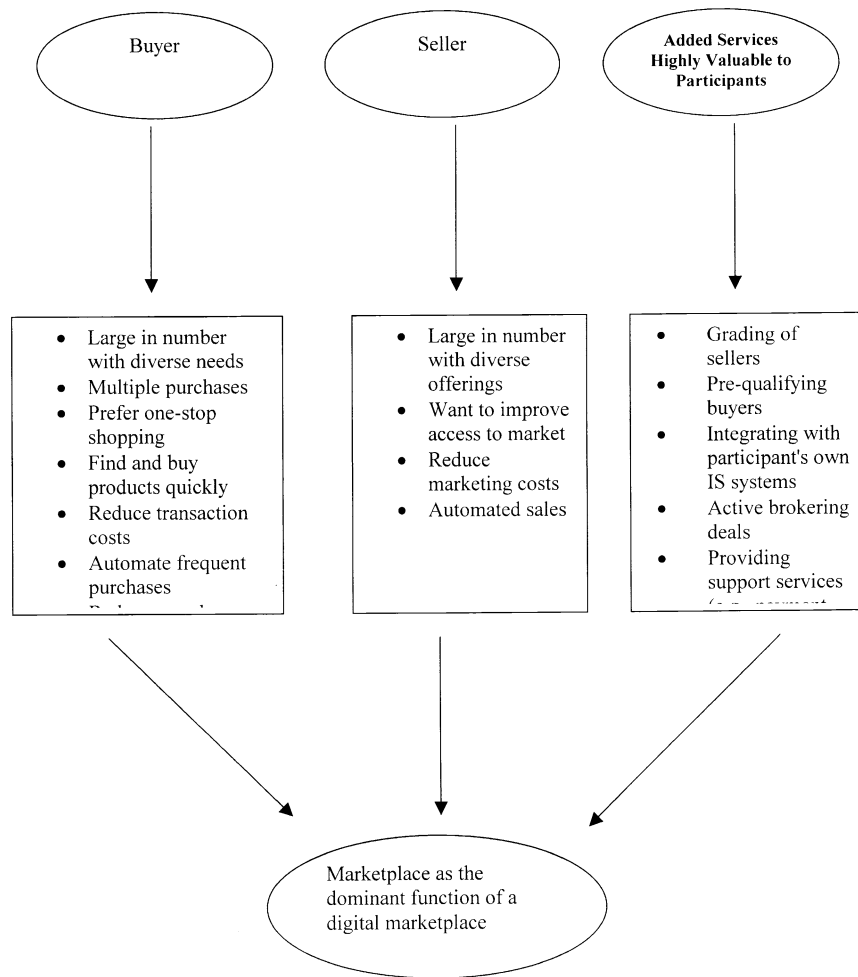 Buyer
Seller
Added Services
Highly Valuable to
Participants
• Large in number
with diverse needs
• Multiple purchases
• Prefer one-stop
shopping
• Find and buy
products quickly
• Reduce transaction
costs
• Automate frequent
purchases
• Large in number
with diverse
offerings
• Want to improve
access to market
• Reduce
marketing costs
• Automated sales
• Grading of
sellers
• Pre-qualifying
buyers
• Integrating with
participant's own
IS systems
• Active brokering
deals
• Providing
support services
Marketplace as the
dominant function of a
digital marketplace